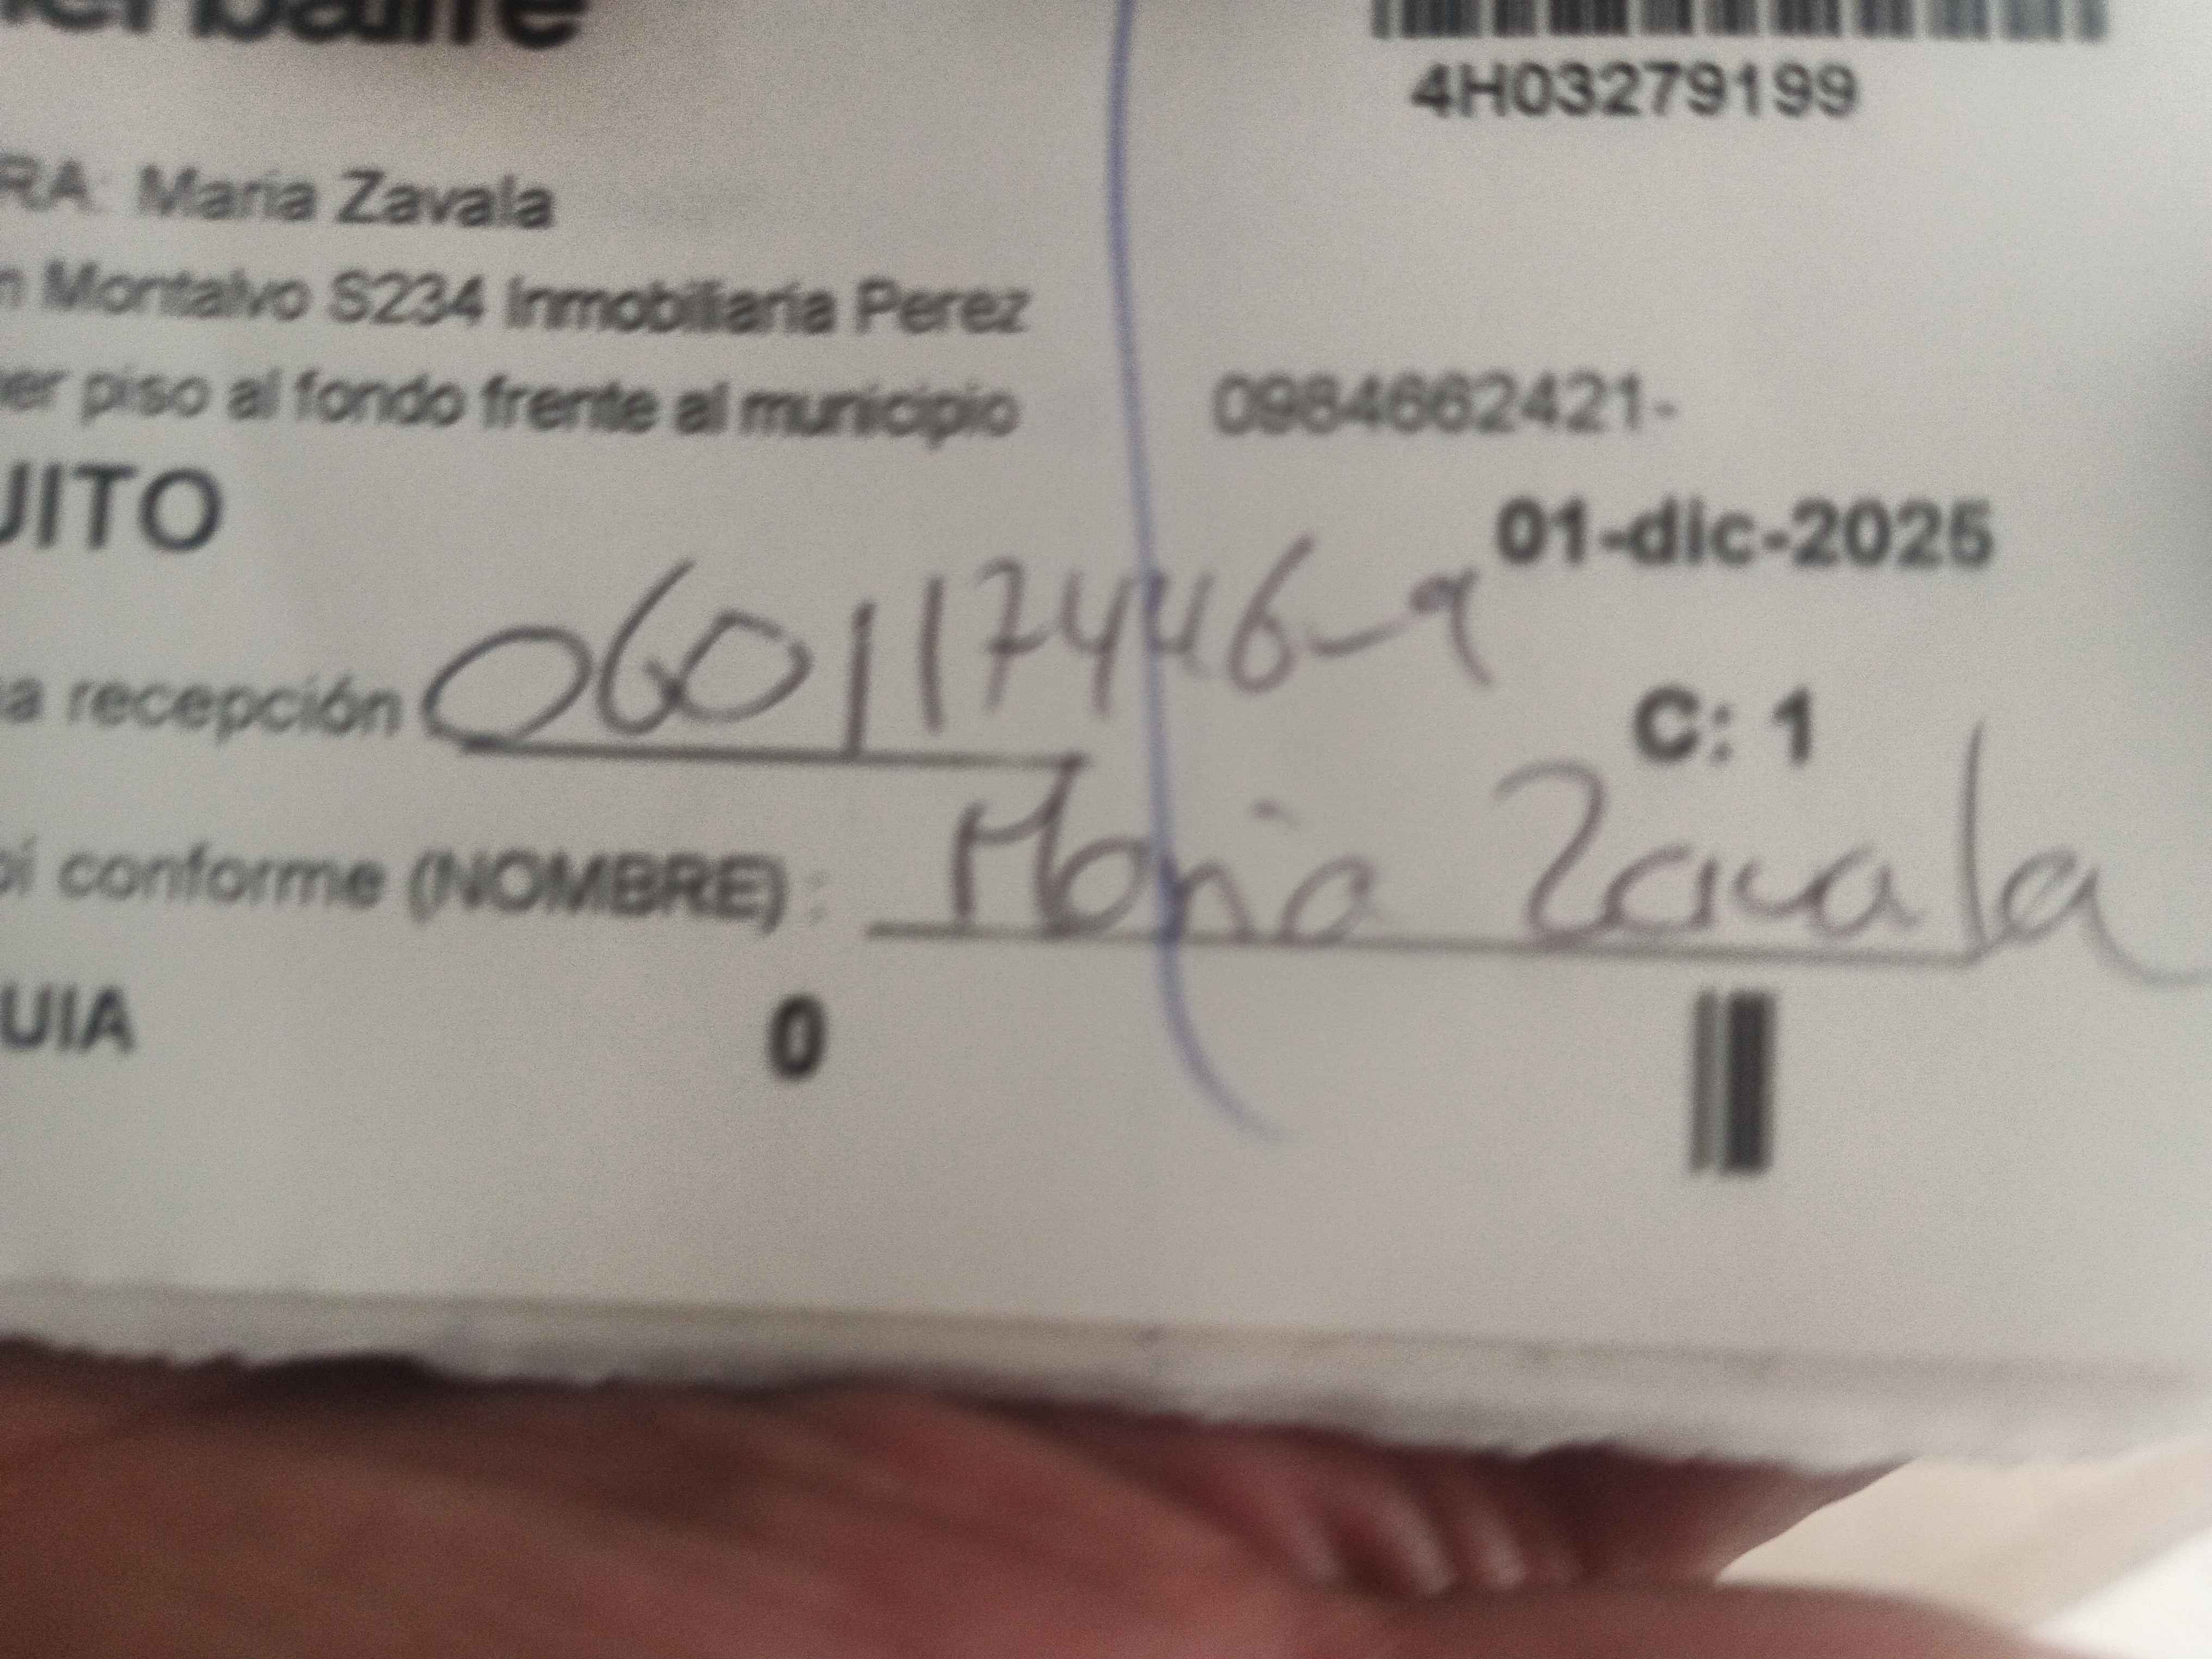 4H03279199
RA: Maria Zavala
n Montalvo S234 Inmobiliaria Perez
er piso al fondo frente al municipio 0984662421-
UITO 01-dic-2025
a recepción 060117446-9
C: 1
bi conforme (NOMBRE) : Maria Zavala
UIA 0